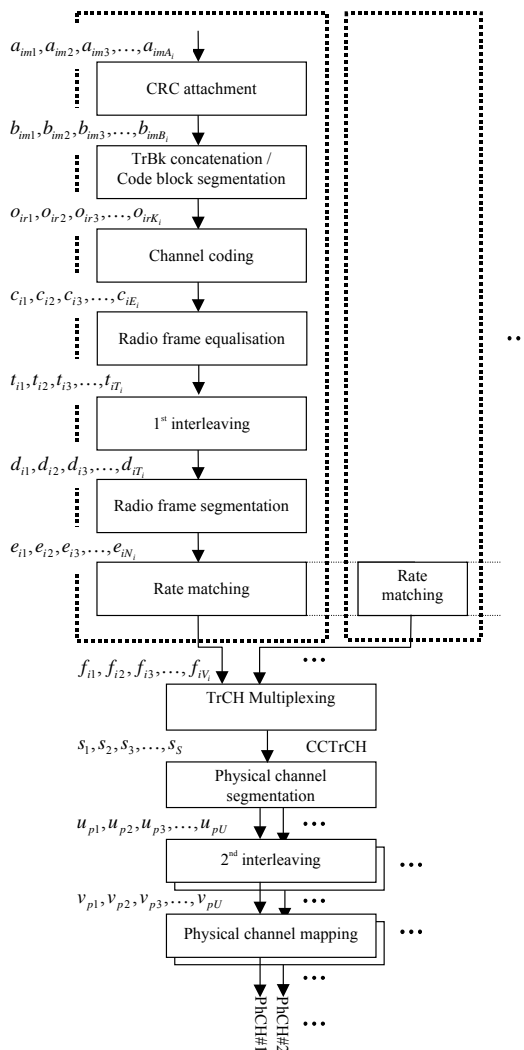 a_{im1}, a_{im2}, a_{im3}, …, a_{imA_i}
CRC attachment
b_{im1}, b_{im2}, b_{im3}, …, b_{imB_i}
TrBk concatenation /
Code block segmentation
o_{ir1}, o_{ir2}, o_{ir3}, …, o_{irK_i}
Channel coding
c_{i1}, c_{i2}, c_{i3}, …, c_{iE_i}
Radio frame equalisation
t_{i1}, t_{i2}, t_{i3}, …, t_{iT_i}
1st interleaving
d_{i1}, d_{i2}, d_{i3}, …, d_{iT_i}
Radio frame segmentation
e_{i1}, e_{i2}, e_{i3}, …, e_{iN_i}
Rate matching
Rate
matching
f_{i1}, f_{i2}, f_{i3}, …, f_{iV_i}
TrCH Multiplexing
s_1, s_2, s_3, …, s_S
CCTrCH
Physical channel
segmentation
u_{p1}, u_{p2}, u_{p3}, …, u_{pU}
2nd interleaving
v_{p1}, v_{p2}, v_{p3}, …, v_{pU}
Physical channel mapping
PhCH#1
PhCH#2